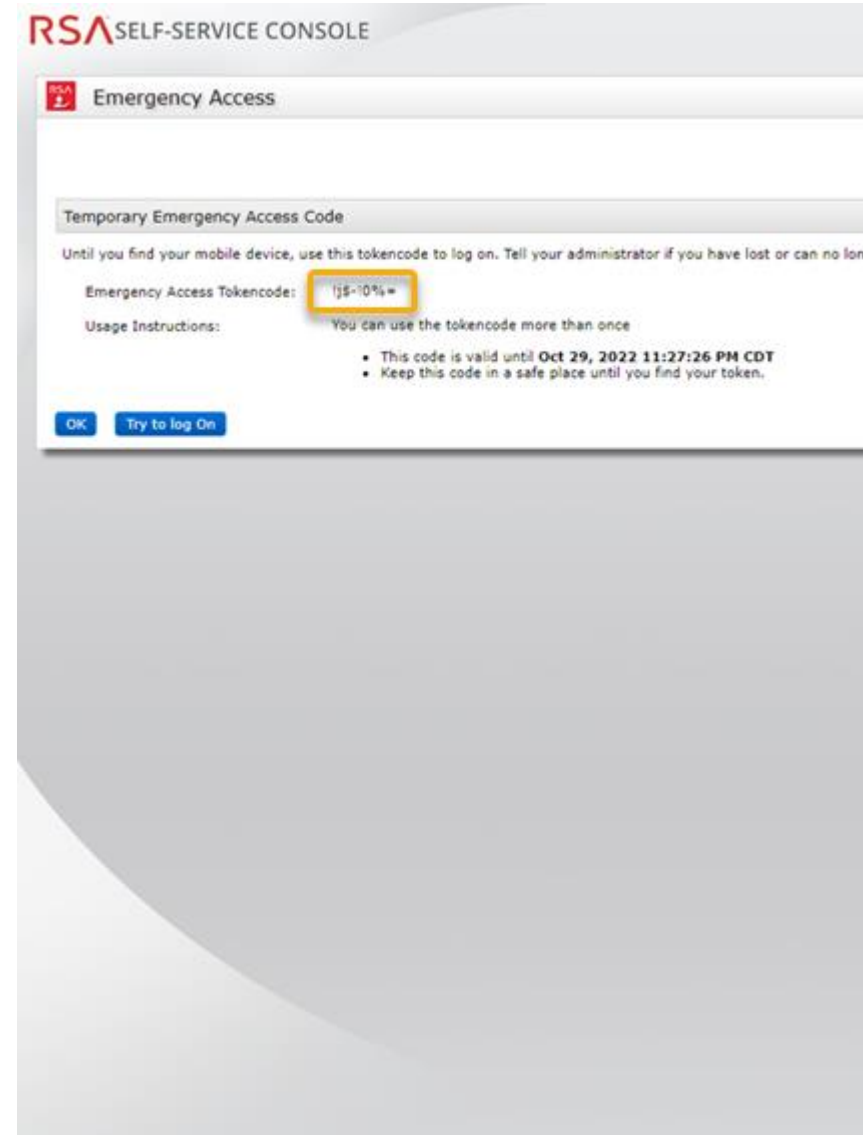 RSA SELF-SERVICE CONSOLE
RSA
Emergency Access
Temporary Emergency Access Code
Until you find your mobile device, use this tokencode to log on. Tell your administrator if you have lost or can no
Emergency Access Tokencode:
Usage Instructions: You can use the tokencode more than once
• This code is valid until Oct 29, 2022 11:27:26 PM CDT
• Keep this code in a safe place until you find your token.
OK Try to log On